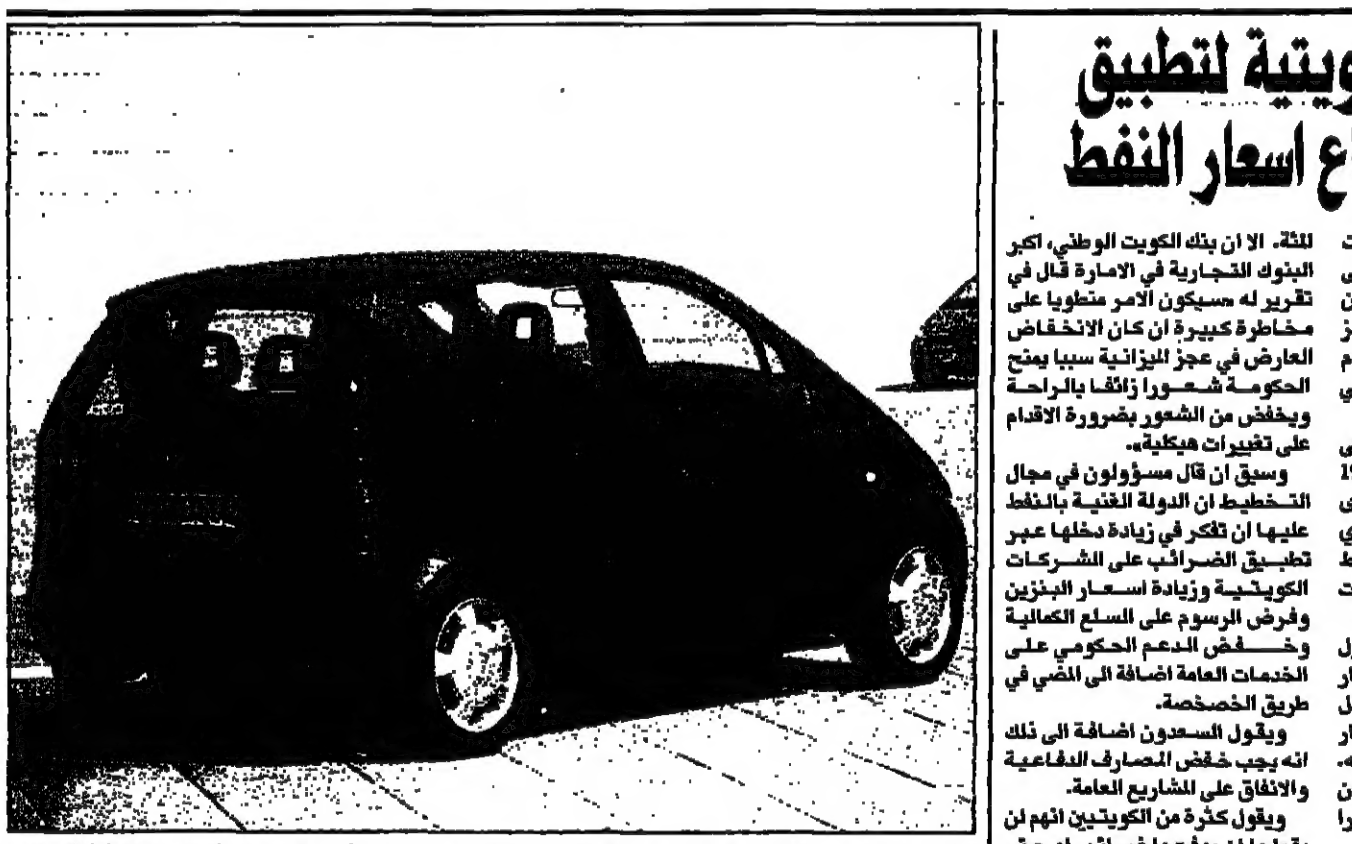 ويتية لتطبيق
اع اسعار النفط
المئة. الا ان بنك الكويت الوطني، اكبر
البنوك التجارية في الامارة قال في
تقرير له «سيكون الامر منطويا على
مخاطرة كبيرة ان كان الانخفاض
العارض في عجز الميزانية سببا يمنح
الحكومة شعورا زائفا بالراحة
ويخفض من الشعور بضرورة الاقدام
على تغييرات هيكلية».
وسبق ان قال مسؤولون في مجال
التخطيط ان الدولة الغنية بالنفط
عليها ان تفكر في زيادة دخلها عبر
تطبيق الضرائب على الشركات
الكويتية وزيادة اسعار البنزين
وفرض الرسوم على السلع الكمالية
وخفض الدعم الحكومي على
الخدمات العامة اضافة الى المضي في
طريق الخصخصة.
ويقول السعدون اضافة الى ذلك
انه يجب خفض المصارف الدفاعية
والانفاق على المشاريع العامة.
ويقول كثرة من الكويتيين انهم لن